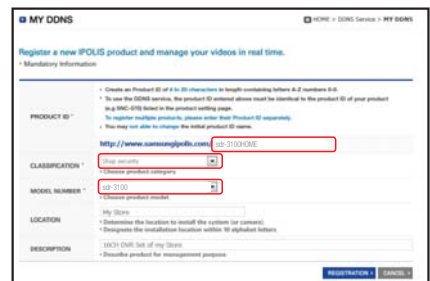 MY DDNS
HOME > DDNS Service > MY DDNS
Register a new IPOLIS product and manage your videos in real time.
* Mandatory Information
PRODUCT ID *
Create an Product ID of 4 to 20 characters in length containing letters A-Z numbers 0-9.
To use the DDNS service, the product ID entered above must be identical to the product ID of your product
(eg SNC-570) listed in the product setting page.
To register multiple products, please enter their Product ID separately.
You may not able to change the initial product ID name.
http://www.samsungipolis.com/ sdr-3100HOME
CLASSIFICATION *
Shop security
Choose product category
MODEL NUMBER *
sdr-3100
Choose product model
LOCATION
My Store
Determine the location to install the system (or camera).
Designate the installation location within 10 alphabet letters.
DESCRIPTION
16CH DVR Set of my Store
Describe product for management purpose
REGISTRATION >
CANCEL >